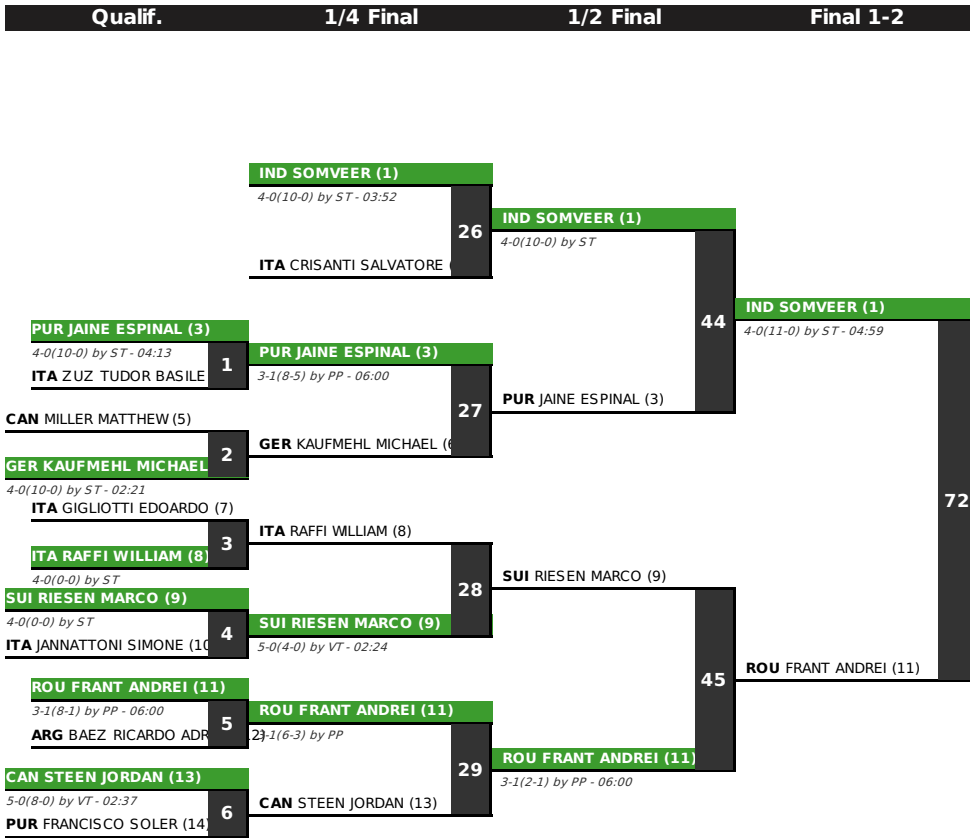 Qualif. 1/4 Final 1/2 Final Final 1-2
IND SOMVEER (1)
4-0(10-0) by ST - 03:52
26
ITA CRISANTI SALVATORE (
IND SOMVEER (1)
4-0(10-0) by ST
44
IND SOMVEER (1)
4-0(11-0) by ST - 04:59
PUR JAINE ESPINAL (3)
4-0(10-0) by ST - 04:13
1
ITA ZUZ TUDOR BASILE
PUR JAINE ESPINAL (3)
3-1(8-5) by PP - 06:00
27
PUR JAINE ESPINAL (3)
CAN MILLER MATTHEW (5)
2
GER KAUFMEHL MICHAEL
4-0(10-0) by ST - 02:21
GER KAUFMEHL MICHAEL (6
72
ITA GIGLIOTTI EDOARDO (7)
3
ITA RAFFI WILLIAM (8)
4-0(0-0) by ST
ITA RAFFI WILLIAM (8)
28
SUI RIESEN MARCO (9)
SUI RIESEN MARCO (9)
4-0(0-0) by ST
4
ITA JANNATTONI SIMONE (10
SUI RIESEN MARCO (9)
5-0(4-0) by VT - 02:24
45
ROU FRANT ANDREI (11)
ROU FRANT ANDREI (11)
3-1(8-1) by PP - 06:00
5
ARG BAEZ RICARDO ADR 12)
ROU FRANT ANDREI (11)
3-1(6-3) by PP
29
ROU FRANT ANDREI (11)
3-1(2-1) by PP - 06:00
CAN STEEN JORDAN (13)
5-0(8-0) by VT - 02:37
6
PUR FRANCISCO SOLER (14)
CAN STEEN JORDAN (13)